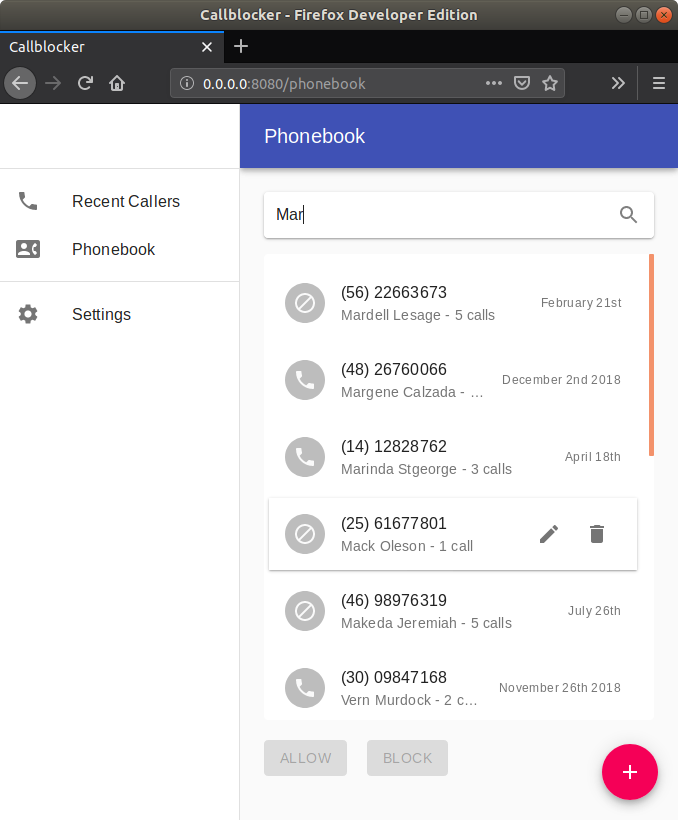 Callblocker - Firefox Developer Edition
Callblocker
0.0.0.0:8080/phonebook
Phonebook
Recent Callers
Phonebook
Settings
Mar
(56) 22663673
Mardell Lesage - 5 calls
February 21st
(48) 26760066
Margene Calzada - ...
December 2nd 2018
(14) 12828762
Marinda Stgeorge - 3 calls
April 18th
(25) 61677801
Mack Oleson - 1 call
(46) 98976319
Makeda Jeremiah - 5 calls
July 26th
(30) 09847168
Vern Murdock - 2 c...
November 26th 2018
ALLOW
BLOCK